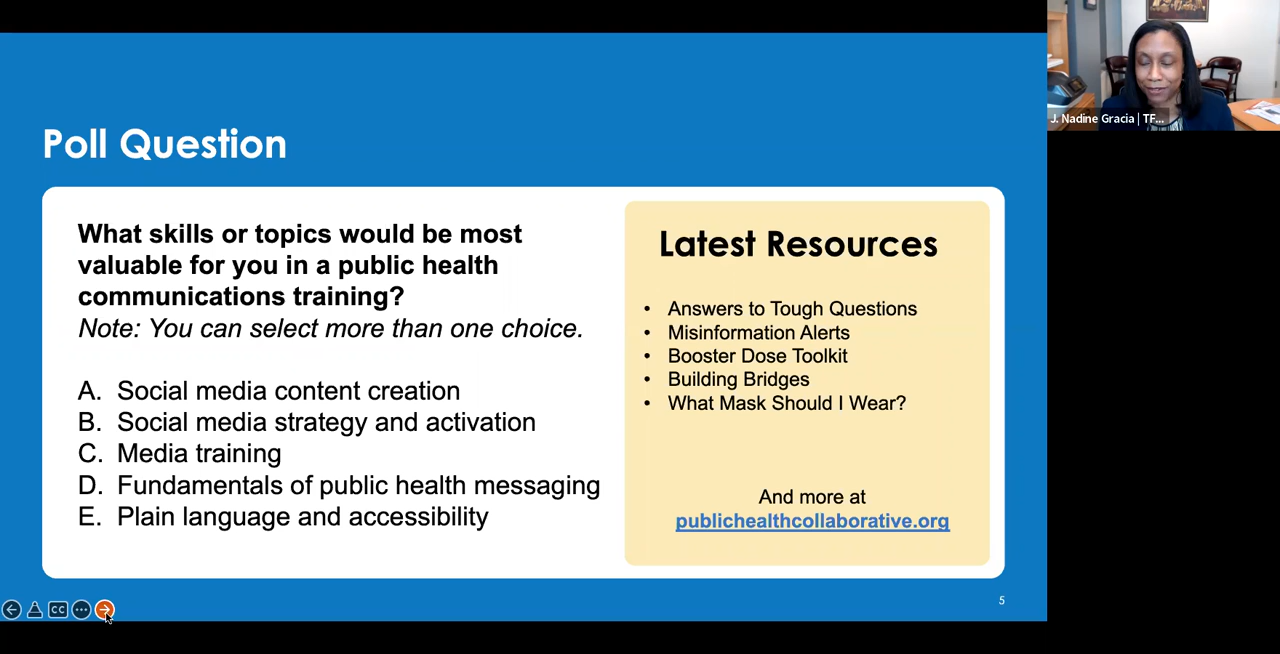 Poll Question
What skills or topics would be most
valuable for you in a public health
communications training?
Note: You can select more than one choice.
A. Social media content creation
B. Social media strategy and activation
C. Media training
D. Fundamentals of public health messaging
E. Plain language and accessibility
Latest Resources
• Answers to Tough Questions
• Misinformation Alerts
• Booster Dose Toolkit
• Building Bridges
• What Mask Should I Wear?
And more at
publichealthcollaborative.org
5
CC
J. Nadine Gracia | TF...